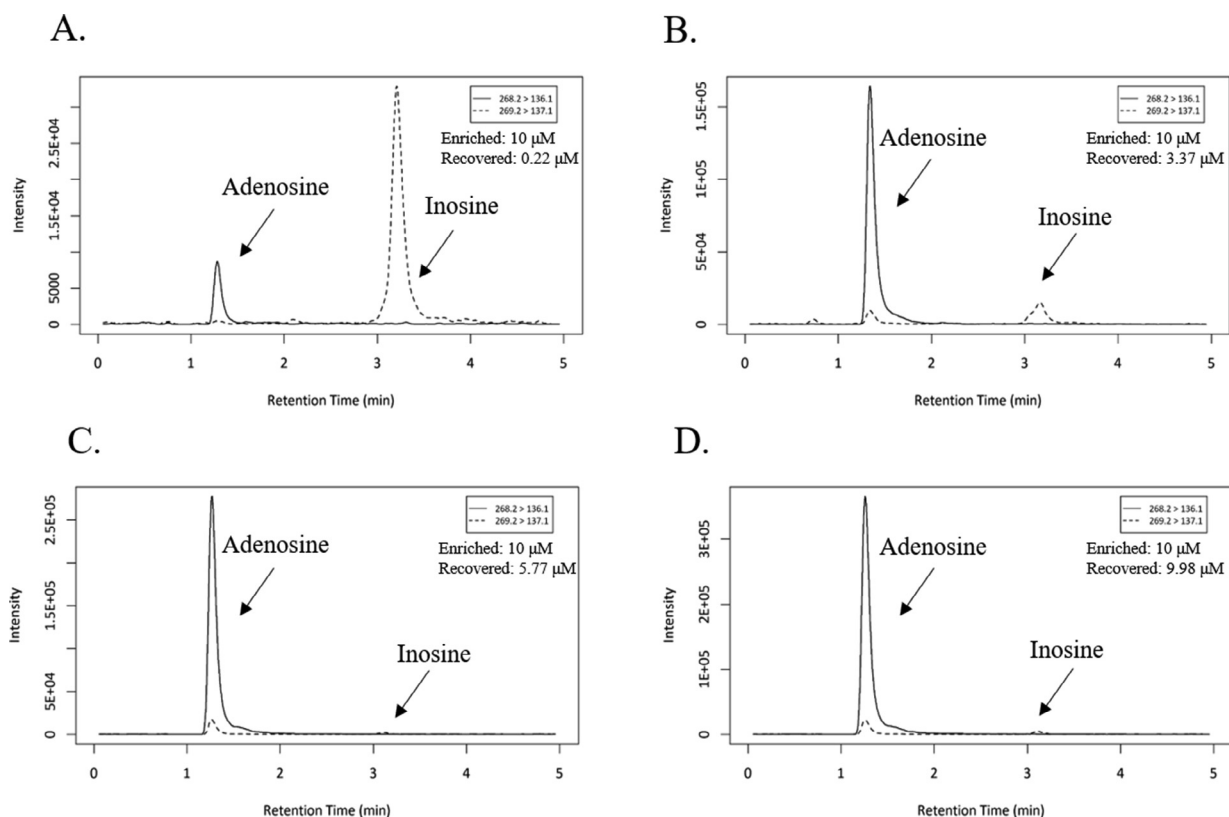 A.
268.2 > 136.1
269.2 > 137.1
Enriched: 10 µM
Recovered: 0.22 µM
Adenosine
Inosine
Intensity
0
5000
1.5E+04
2.5E+04
0 1 2 3 4 5
Retention Time (min)
B.
268.2 > 136.1
269.2 > 137.1
Enriched: 10 µM
Recovered: 3.37 µM
Adenosine
Inosine
Intensity
0
5E+04
1E+05
1.5E+05
0 1 2 3 4 5
Retention Time (min)
C.
268.2 > 136.1
269.2 > 137.1
Enriched: 10 µM
Recovered: 5.77 µM
Adenosine
Inosine
Intensity
0
5E+04
1.5E+05
2.5E+05
0 1 2 3 4 5
Retention Time (min)
D.
268.2 > 136.1
269.2 > 137.1
Enriched: 10 µM
Recovered: 9.98 µM
Adenosine
Inosine
Intensity
0
1E+05
2E+05
3E+05
0 1 2 3 4 5
Retention Time (min)